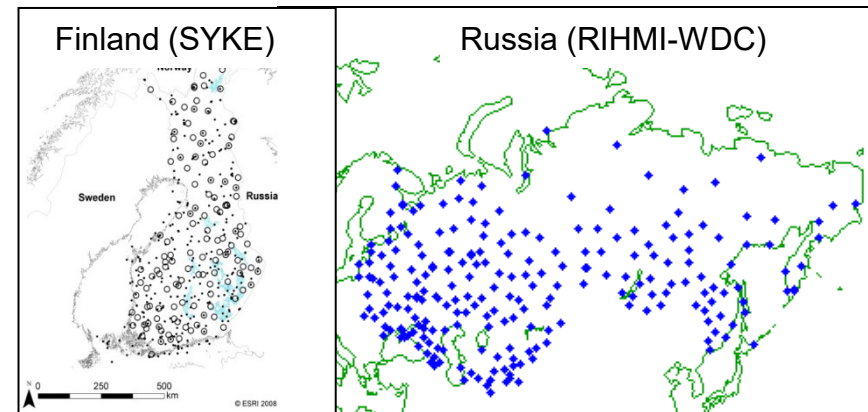 Finland (SYKE)
Russia (RIHMI-WDC)
Norway
Sweden
Russia
N
0 250 500
km
© ESRI 2008